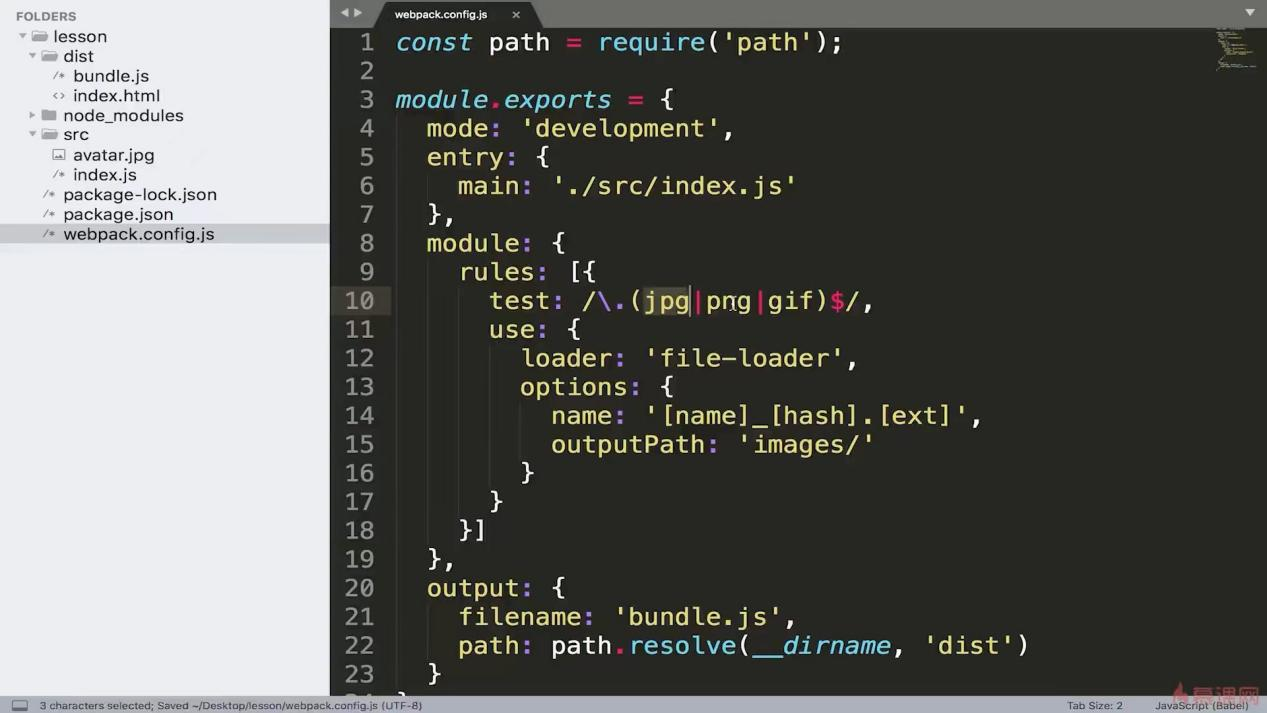 FOLDERS
lesson
dist
bundle.js
index.html
node_modules
src
avatar.jpg
index.js
package-lock.json
package.json
webpack.config.js
webpack.config.js ×
1 const path = require('path');
2
3 module.exports = {
4 mode: 'development',
5 entry: {
6 main: './src/index.js'
7 },
8 module: {
9 rules: [{
10 test: /\.(jpg|png|gif)$/,
11 use: {
12 loader: 'file-loader',
13 options: {
14 name: '[name]_[hash].[ext]',
15 outputPath: 'images/'
16 }
17 }
18 }]
19 },
20 output: {
21 filename: 'bundle.js',
22 path: path.resolve(__dirname, 'dist')
23 }
3 characters selected; Saved ~/Desktop/lesson/webpack.config.js (UTF-8)
Tab Size: 2
JavaScript (Babel)
慕课网